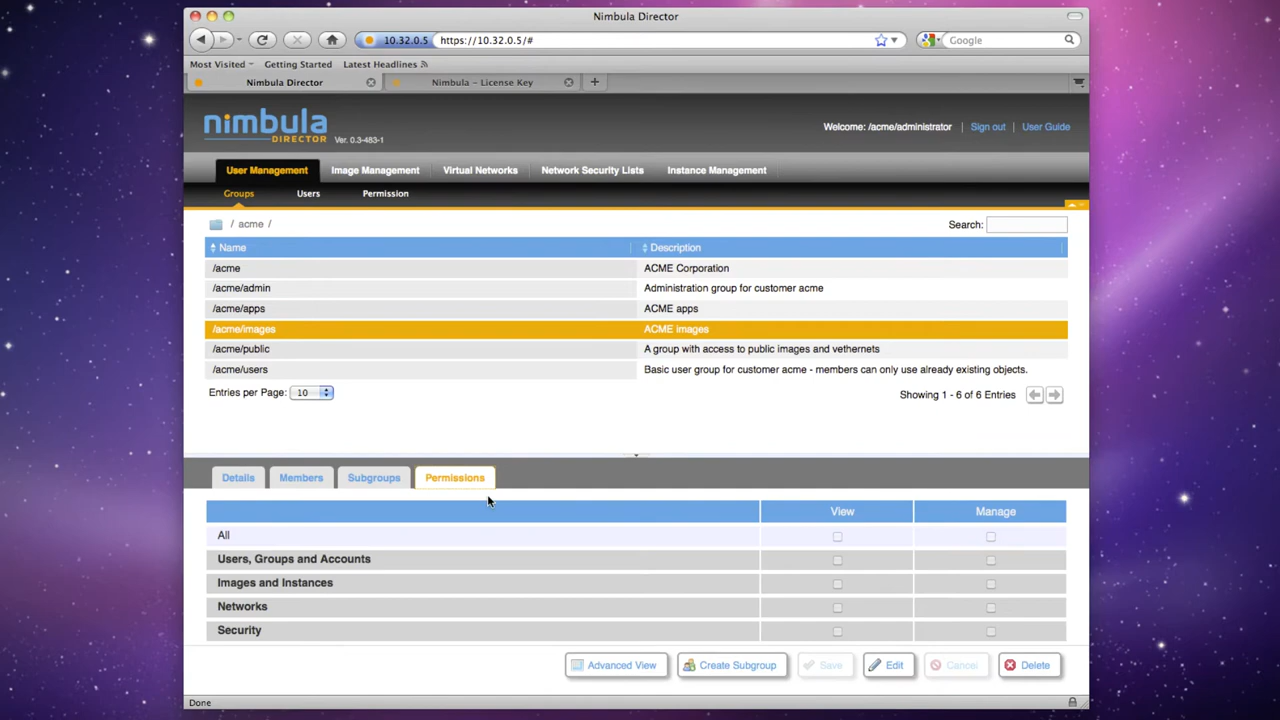 Nimbula Director
10.32.0.5 https://10.32.0.5/# Google
Most Visited Getting Started Latest Headlines
Nimbula Director Nimbula – License Key
nimbula DIRECTOR Ver. 0.3-483-1
Welcome: /acme/administrator | Sign out | User Guide
User Management Image Management Virtual Networks Network Security Lists Instance Management
Groups Users Permission
/ acme / Search:
Name Description
/acme ACME Corporation
/acme/admin Administration group for customer acme
/acme/apps ACME apps
/acme/images ACME images
/acme/public A group with access to public images and vethernets
/acme/users Basic user group for customer acme - members can only use already existing objects.
Entries per Page: 10 Showing 1 - 6 of 6 Entries
Details Members Subgroups Permissions
View Manage
All
Users, Groups and Accounts
Images and Instances
Networks
Security
Advanced View Create Subgroup Save Edit Cancel Delete
Done